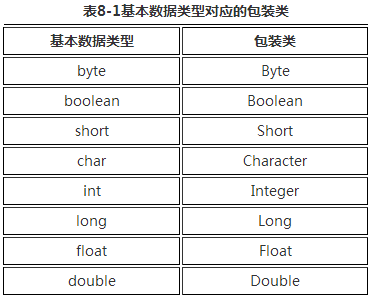 表8-1基本数据类型对应的包装类
基本数据类型 包装类
byte Byte
boolean Boolean
short Short
char Character
int Integer
long Long
float Float
double Double